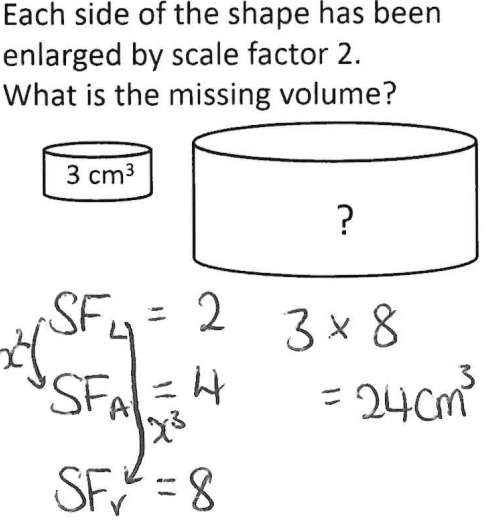 Each side of the shape has been
enlarged by scale factor 2.
What is the missing volume?
3 cm³
?
SF_L = 2
x²
SF_A = 4
x³
SF_V = 8
3 × 8
= 24cm³